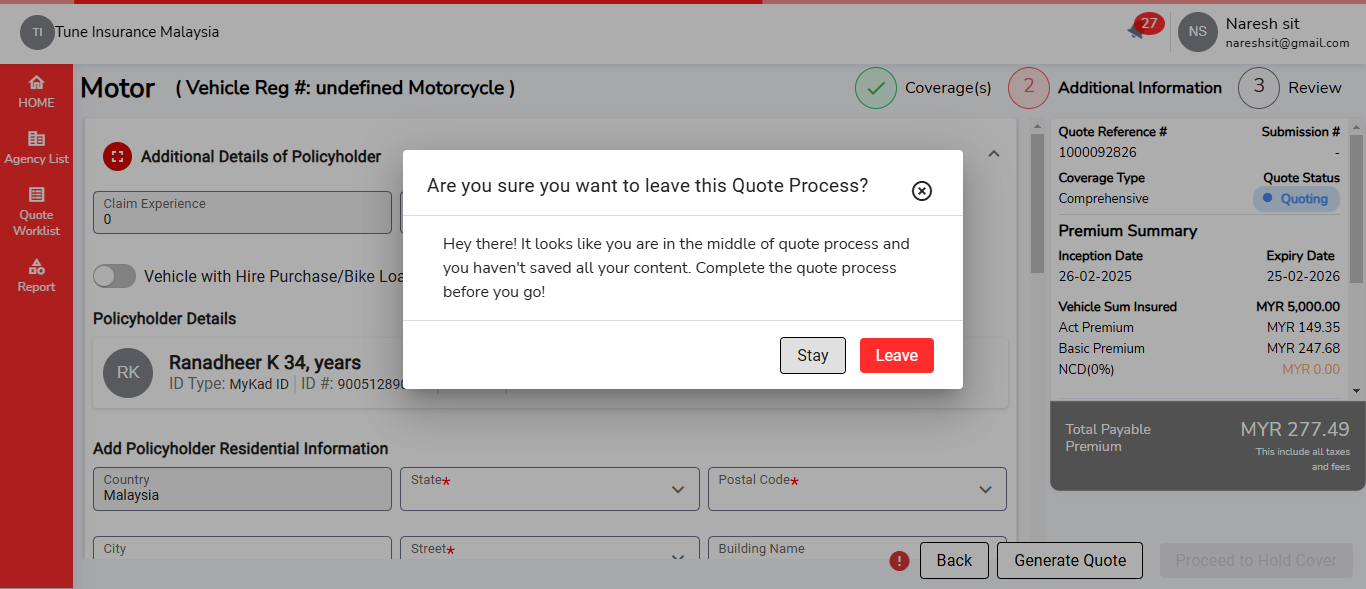 TI Tune Insurance Malaysia
27
NS
Naresh sit
nareshsit@gmail.com
HOME
Agency List
Quote
Worklist
Report
Motor ( Vehicle Reg #: undefined Motorcycle )
Coverage(s)
2 Additional Information
3 Review
Additional Details of Policyholder
Claim Experience
0
Vehicle with Hire Purchase/Bike Loa
Policyholder Details
RK
Ranadheer K 34, years
ID Type: MyKad ID ID #: 900512890
Add Policyholder Residential Information
Country
Malaysia
State*
Postal Code*
City
Street*
Building Name
Are you sure you want to leave this Quote Process?
Hey there! It looks like you are in the middle of quote process and
you haven't saved all your content. Complete the quote process
before you go!
Stay
Leave
Quote Reference # Submission #
1000092826 -
Coverage Type Quote Status
Comprehensive Quoting
Premium Summary
Inception Date Expiry Date
26-02-2025 25-02-2026
Vehicle Sum Insured MYR 5,000.00
Act Premium MYR 149.35
Basic Premium MYR 247.68
NCD(0%) MYR 0.00
Total Payable
Premium
MYR 277.49
This include all taxes
and fees
!
Back
Generate Quote
Proceed to Hold Cover